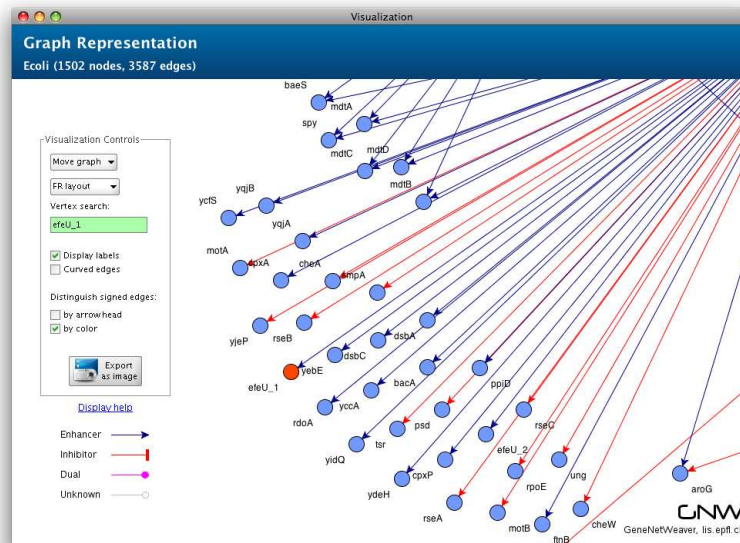 Visualization
Graph Representation
Ecoli (1502 nodes, 3587 edges)
Visualization Controls
Move graph
FR layout
Vertex search:
efeU_1
Display labels
Curved edges
Distinguish signed edges:
by arrowhead
by color
Export
as image
Display help
Enhancer
Inhibitor
Dual
Unknown
baeS
mdtA
spy
mdtC
mdtD
mdtB
yqjB
ycfS
yqjA
motA
cpxA
cheA
smpA
yjeP
rseB
dsbA
dsbC
yebE
efeU_1
bacA
ppiD
yccA
rdoA
psd
rseC
tsr
yidQ
efeU_2
cpxP
ung
rpoE
ydeH
aroG
rseA
motB
cheW
ftnB
GNW
GeneNetWeaver, lis.epfl.c